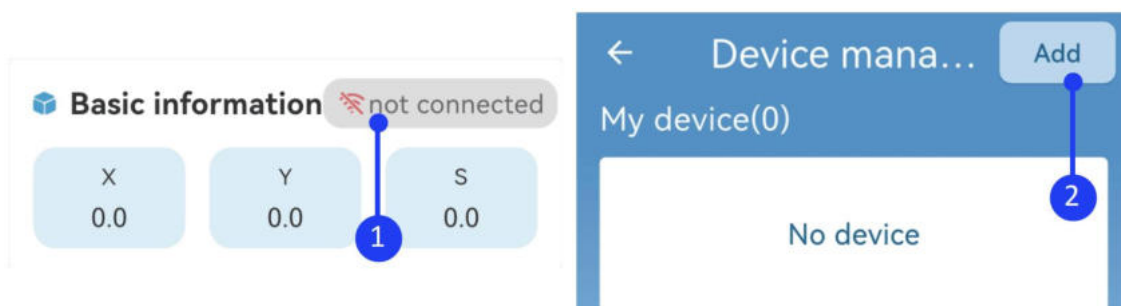 Basic information not connected
X Y S
0.0 0.0 0.0
1
← Device mana... Add
My device(0)
2
No device